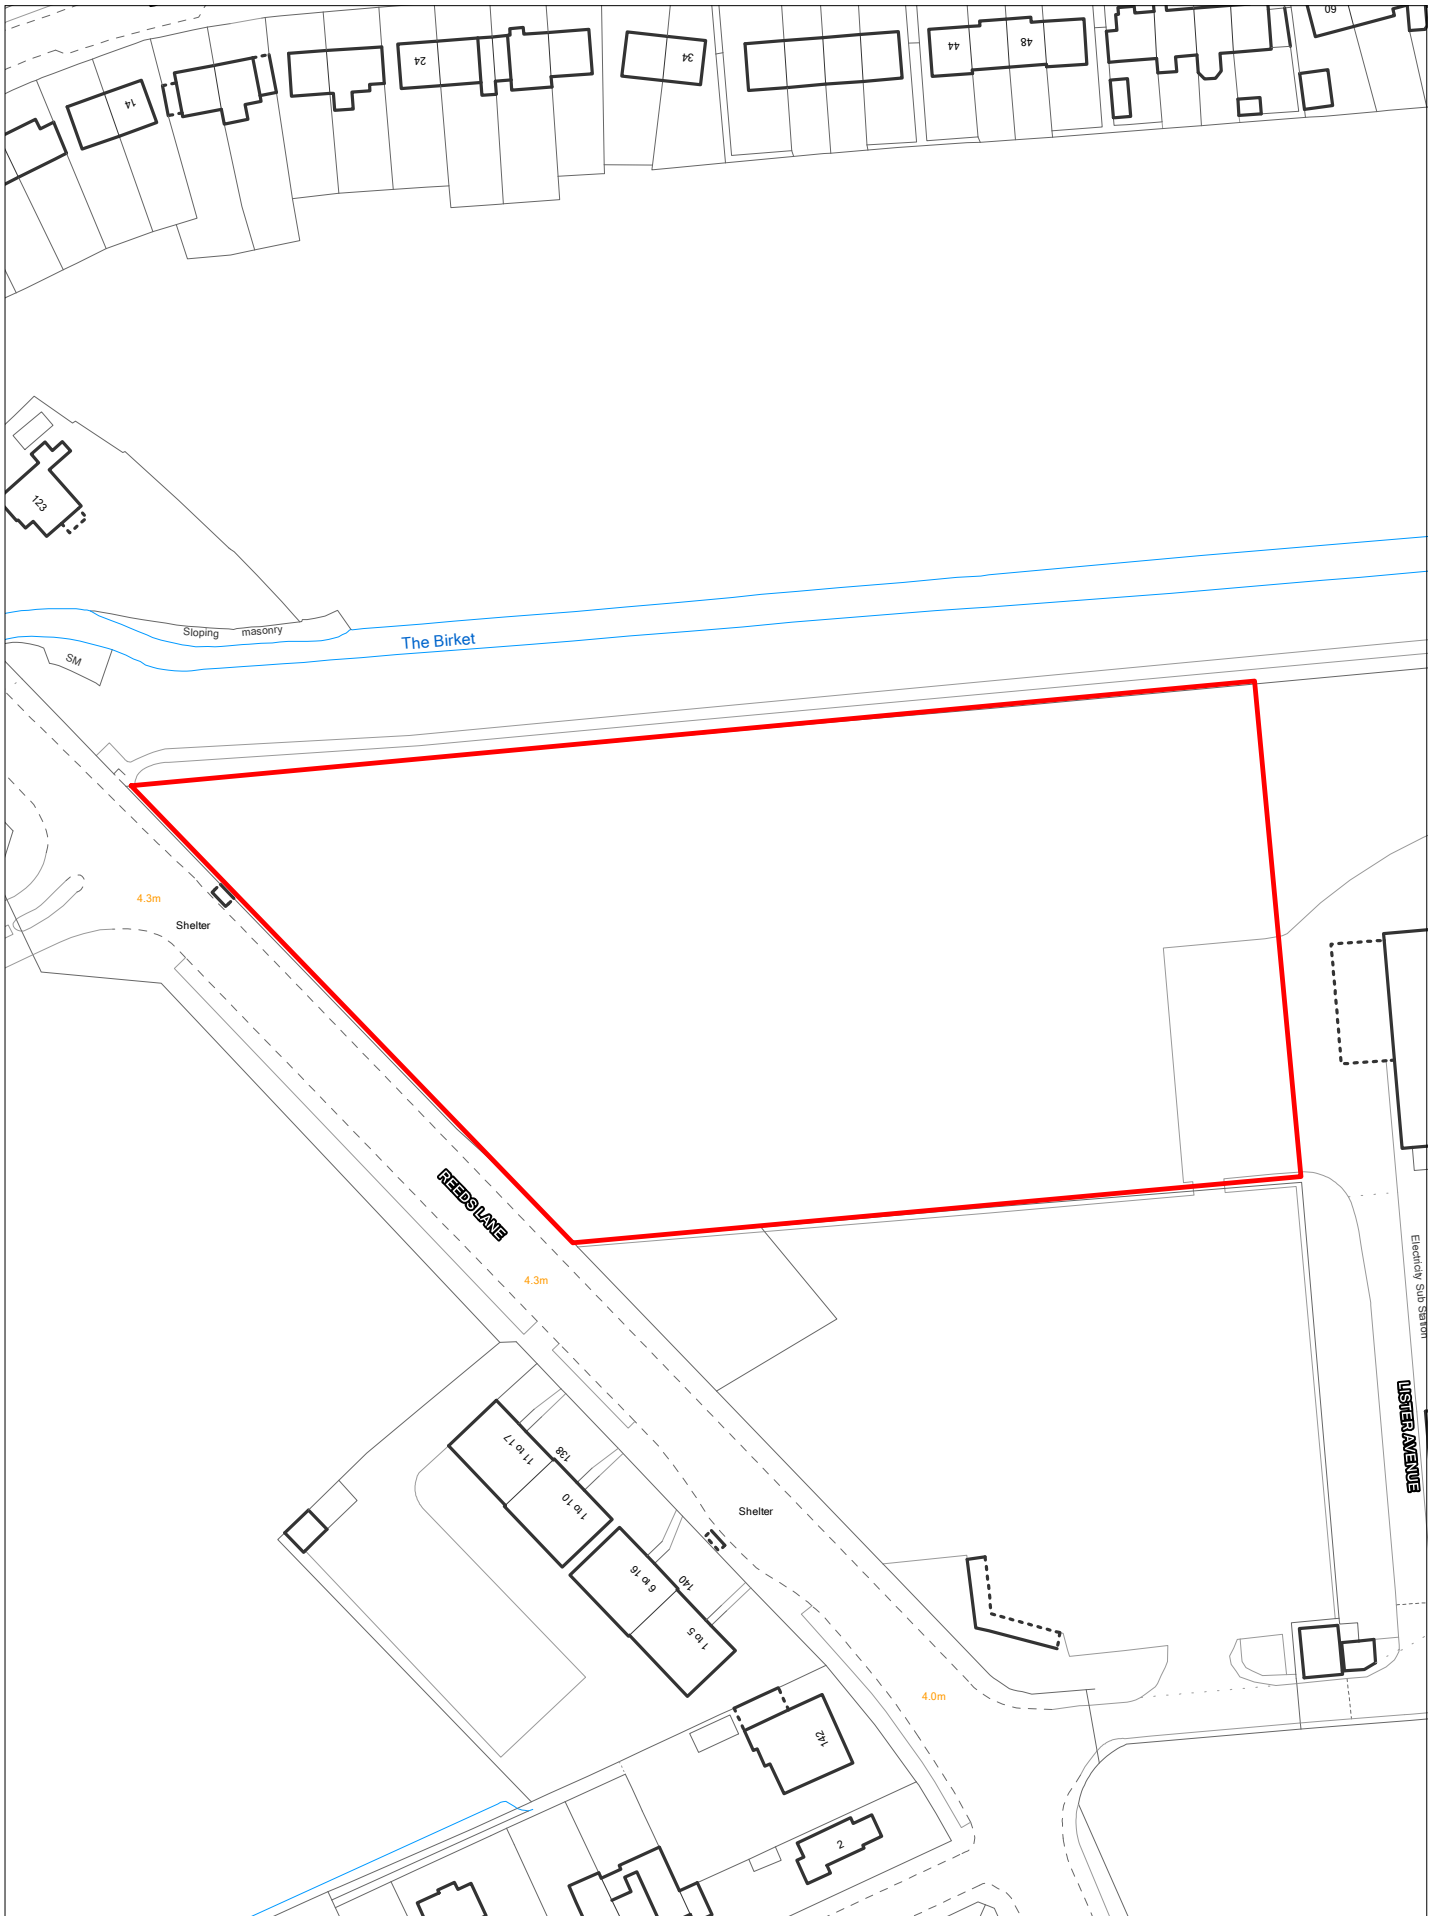 60
14
24
34
44
48
123
Sloping masonry
The Birket
SM
4.3m
Shelter
REEDS LANE
4.3m
Electricity Sub Station
LISTER AVENUE
11 to 17
138
1 to 10
Shelter
6 to 16
140
1 to 5
4.0m
142
2